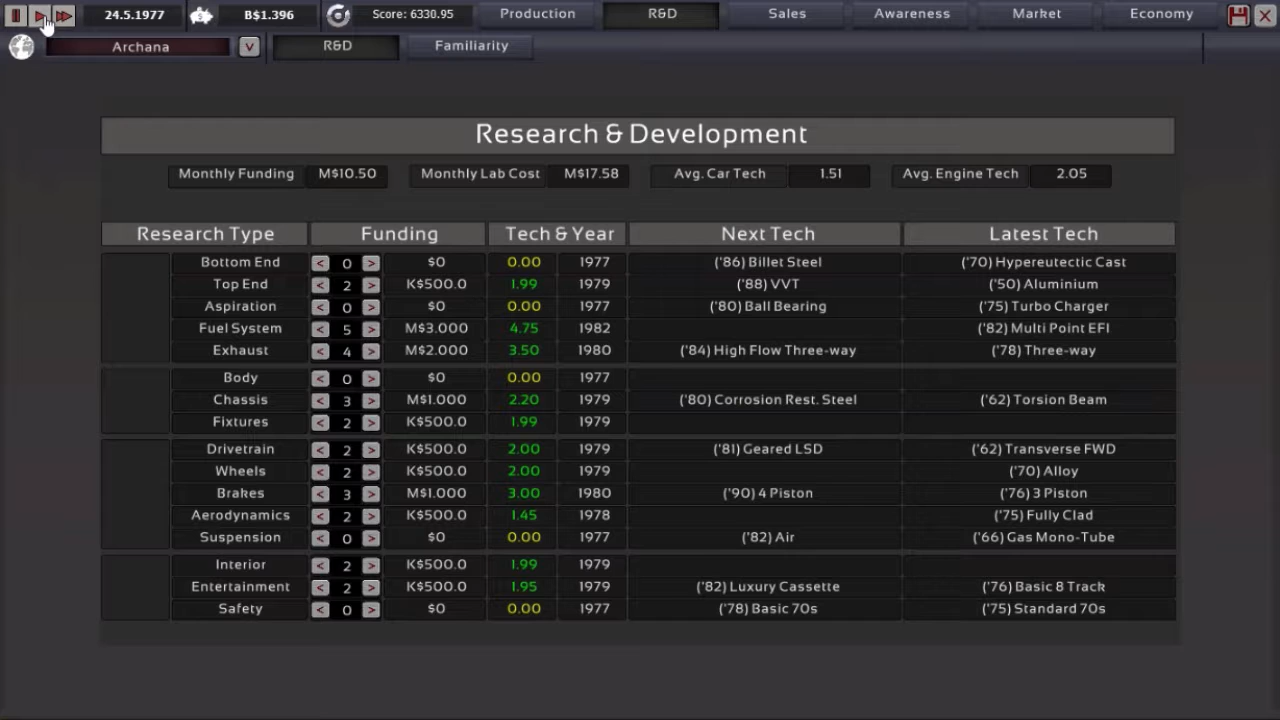 24.5.1977 B$1.396 Score: 6330.95 Production R&D Sales Awareness Market Economy
Archana v R&D Familiarity
Research & Development
Monthly Funding M$10.50 Monthly Lab Cost M$17.58 Avg. Car Tech 1.51 Avg. Engine Tech 2.05
Research Type Funding Tech & Year Next Tech Latest Tech
Bottom End < 0 > $0 0.00 1977 ('86) Billet Steel ('70) Hypereutectic Cast
Top End < 2 > K$500.0 1.99 1979 ('88) VVT ('50) Aluminium
Aspiration < 0 > $0 0.00 1977 ('80) Ball Bearing ('75) Turbo Charger
Fuel System < 5 > M$3.000 4.75 1982 ('82) Multi Point EFI
Exhaust < 4 > M$2.000 3.50 1980 ('84) High Flow Three-way ('78) Three-way
Body < 0 > $0 0.00 1977
Chassis < 3 > M$1.000 2.20 1979 ('80) Corrosion Rest. Steel ('62) Torsion Beam
Fixtures < 2 > K$500.0 1.99 1979
Drivetrain < 2 > K$500.0 2.00 1979 ('81) Geared LSD ('62) Transverse FWD
Wheels < 2 > K$500.0 2.00 1979 ('70) Alloy
Brakes < 3 > M$1.000 3.00 1980 ('90) 4 Piston ('76) 3 Piston
Aerodynamics < 2 > K$500.0 1.45 1978 ('75) Fully Clad
Suspension < 0 > $0 0.00 1977 ('82) Air ('66) Gas Mono-Tube
Interior < 2 > K$500.0 1.99 1979
Entertainment < 2 > K$500.0 1.95 1979 ('82) Luxury Cassette ('76) Basic 8 Track
Safety < 0 > $0 0.00 1977 ('78) Basic 70s ('75) Standard 70s